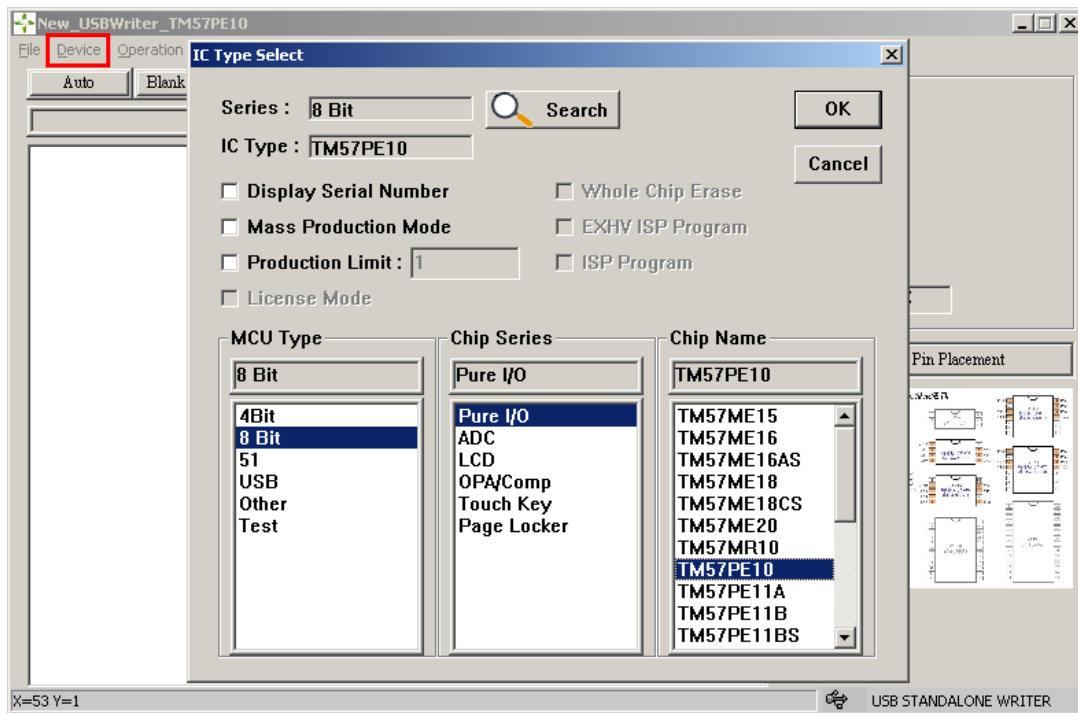 New_USBWriter_TM57PE10
File Device Operation
IC Type Select
Auto Blank
Series : 8 Bit Search OK
IC Type : TM57PE10
Cancel
Display Serial Number Whole Chip Erase
Mass Production Mode EXHV ISP Program
Production Limit : 1 ISP Program
License Mode
MCU Type Chip Series Chip Name
8 Bit Pure I/O TM57PE10
Pin Placement
4Bit Pure I/O TM57ME15
8 Bit ADC TM57ME16
51 LCD TM57ME16AS
USB OPA/Comp TM57ME18
Other Touch Key TM57ME18CS
Test Page Locker TM57ME20
TM57MR10
TM57PE10
TM57PE11A
TM57PE11B
TM57PE11BS
X=53 Y=1 USB STANDALONE WRITER